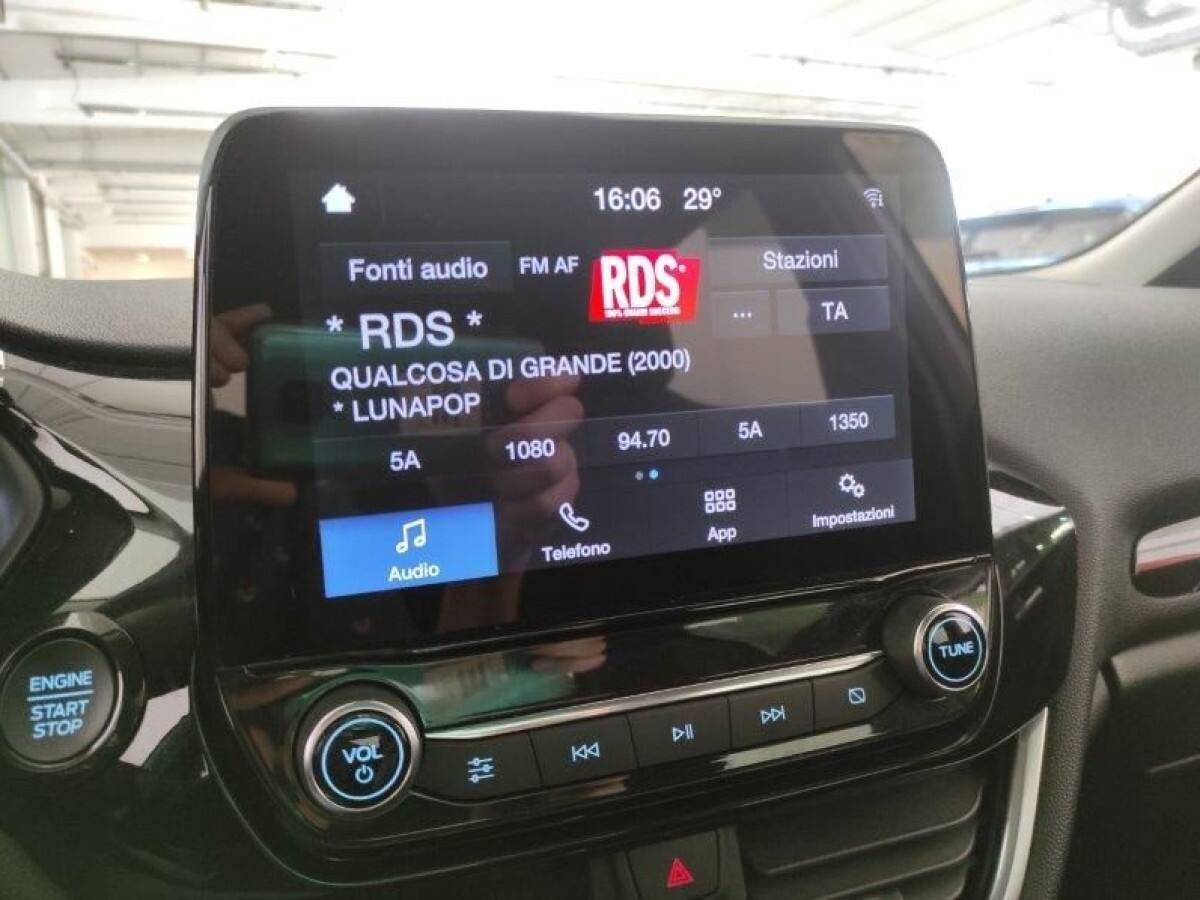 16:06 29°
Fonti audio
FM AF
RDS
100% GRANDI SUCCESSI
Stazioni
...
TA
* RDS *
QUALCOSA DI GRANDE (2000)
* LUNAPOP
5A 1080 94.70 5A 1350
Audio
Telefono
App
Impostazioni
ENGINE
START
STOP
VOL
TUNE